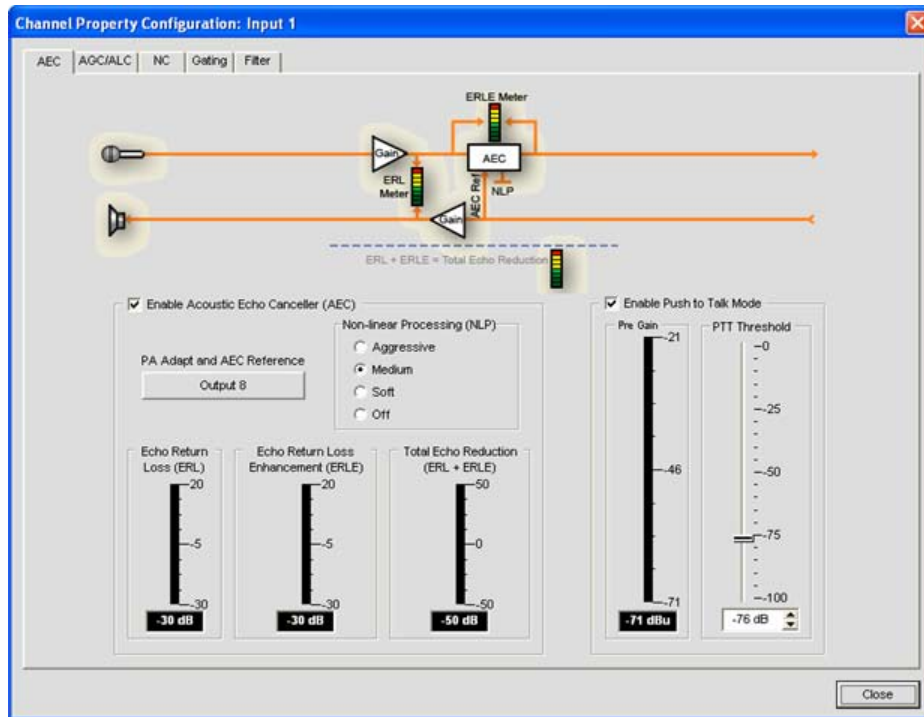 Channel Property Configuration: Input 1
AEC
AGC/ALC
NC
Gating
Filter
ERLE Meter
Gain
AEC
ERL
Meter
AEC Ref
NLP
Gain
ERL + ERLE = Total Echo Reduction
Enable Acoustic Echo Canceller (AEC)
Non-linear Processing (NLP)
Aggressive
Medium
Soft
Off
PA Adapt and AEC Reference
Output 8
Echo Return
Loss (ERL)
20
-5
-30
-30 dB
Echo Return Loss
Enhancement (ERLE)
20
-5
-30
-30 dB
Total Echo Reduction
(ERL + ERLE)
50
0
-50
-50 dB
Enable Push to Talk Mode
Pre Gain
-21
-46
-71
-71 dBu
PTT Threshold
0
-25
-50
-75
-100
-76 dB
Close